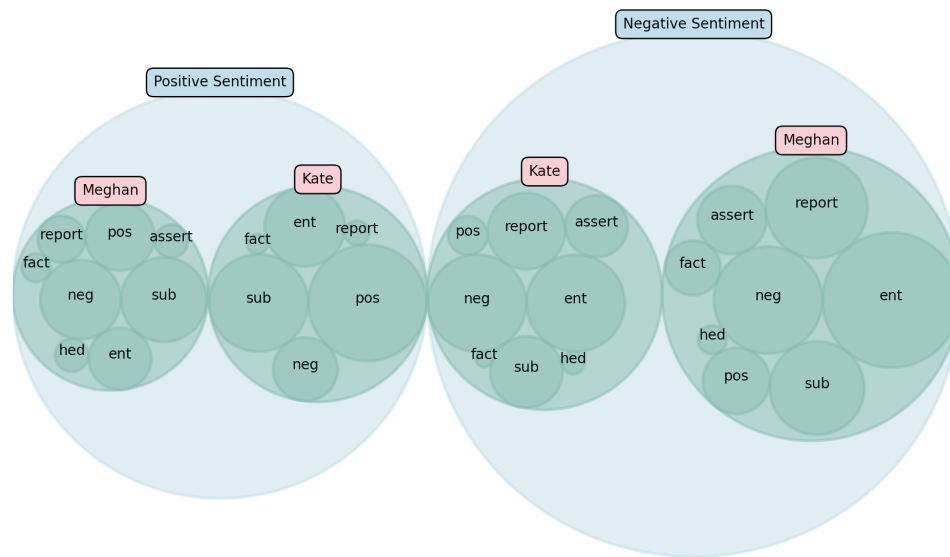 Negative Sentiment
Positive Sentiment
Meghan
report
pos
assert
fact
neg
sub
hed
ent
Kate
ent
fact
report
sub
pos
neg
Kate
pos
report
assert
neg
ent
fact
sub
hed
Meghan
assert
report
fact
neg
ent
hed
pos
sub